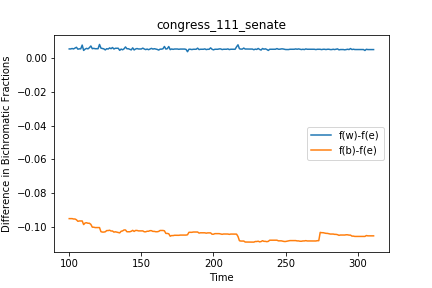 congress_111_senate
Difference in Bichromatic Fractions
0.00
−0.02
−0.04
−0.06
−0.08
−0.10
f(w)-f(e)
f(b)-f(e)
100
150
200
250
300
Time